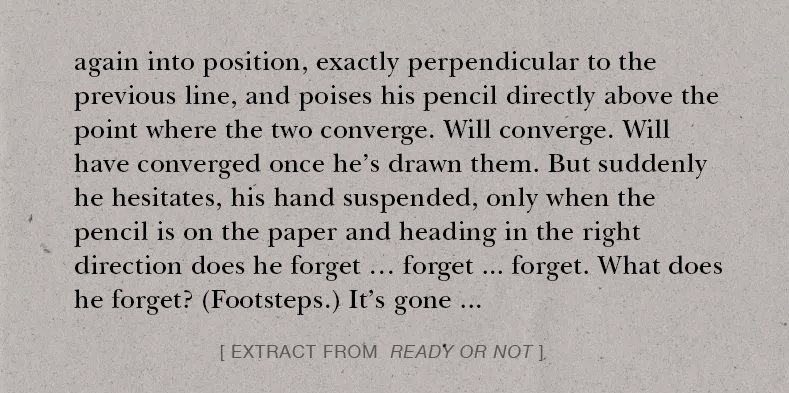 again into position, exactly perpendicular to the
previous line, and poises his pencil directly above the
point where the two converge. Will converge. Will
have converged once he’s drawn them. But suddenly
he hesitates, his hand suspended, only when the
pencil is on the paper and heading in the right
direction does he forget … forget ... forget. What does
he forget? (Footsteps.) It’s gone ...
[ EXTRACT FROM READY OR NOT ]